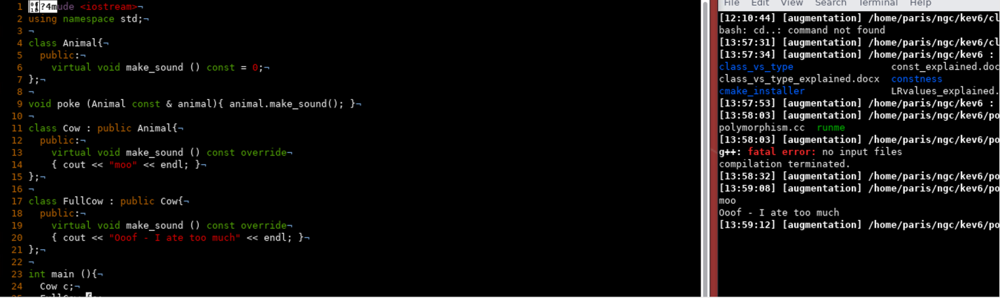 1 ?4mude <iostream>¬
2 using namespace std;¬
3 ¬
4 class Animal{¬
5 public:¬
6 virtual void make_sound () const = 0;¬
7 };¬
8 ¬
9 void poke (Animal const & animal){ animal.make_sound(); }¬
10 ¬
11 class Cow : public Animal{¬
12 public:¬
13 virtual void make_sound () const override¬
14 { cout << "moo" << endl; }¬
15 };¬
16 ¬
17 class FullCow : public Cow{¬
18 public:¬
19 virtual void make_sound () const override¬
20 { cout << "Ooof - I ate too much" << endl; }¬
21 };¬
22 ¬
23 int main (){¬
24 Cow c;¬
File Edit View Search Terminal Help
[12:10:44] [augmentation] /home/paris/ngc/kev6/cl
bash: cd..: command not found
[13:57:31] [augmentation] /home/paris/ngc/kev6/cl
[13:57:34] [augmentation] /home/paris/ngc/kev6 :
class_vs_type const_explained.doc
class_vs_type_explained.docx constness
cmake_installer LRvalues_explained.
[13:57:53] [augmentation] /home/paris/ngc/kev6 :
[13:58:03] [augmentation] /home/paris/ngc/kev6/po
polymorphism.cc runme
[13:58:03] [augmentation] /home/paris/ngc/kev6/po
g++: fatal error: no input files
compilation terminated.
[13:58:32] [augmentation] /home/paris/ngc/kev6/po
[13:59:08] [augmentation] /home/paris/ngc/kev6/po
moo
Ooof - I ate too much
[13:59:12] [augmentation] /home/paris/ngc/kev6/po